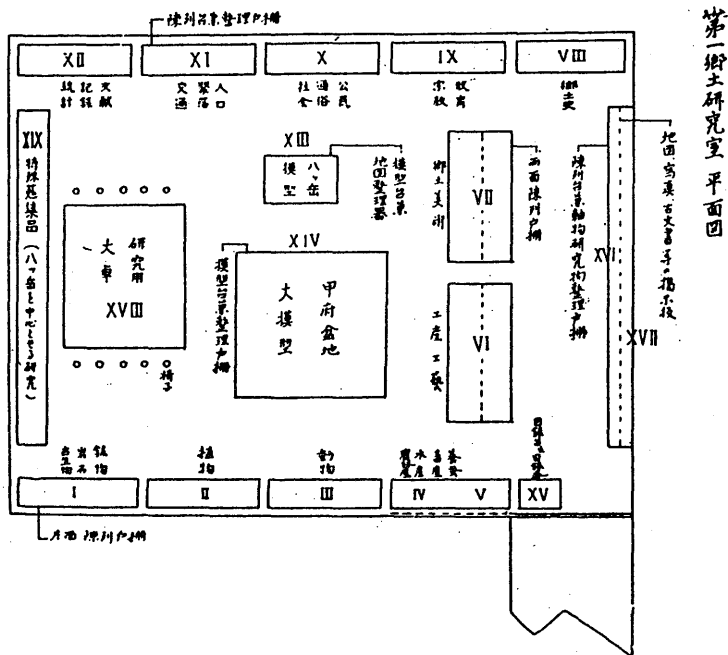 第一郷土研究室 平面図
陳列台兼整理戸棚
XII
XI
X
IX
VIII
文献
記録
統計
人口
聚落
交通
公民
通俗
社会
教育
宗教
郷土史
XIX
特殊蒐集品(八ッ岳を中心とせる研究)
XIII
八ッ岳
模型
模型台兼
地図整理器
VII
郷土美術
両面陳列戸棚
陳列台兼軸物研究物整理戸棚
XVI
地図、写真、古文書等の掲示板
XVII
研究用
大卓
XVIII
椅子
XIV
甲府盆地
大模型
模型台兼整理戸棚
VI
工産工藝
鉱物
岩石
植物
動物
養蚕
畜産
水産
I
II
III
IV
V
XV
片面陳列戸棚